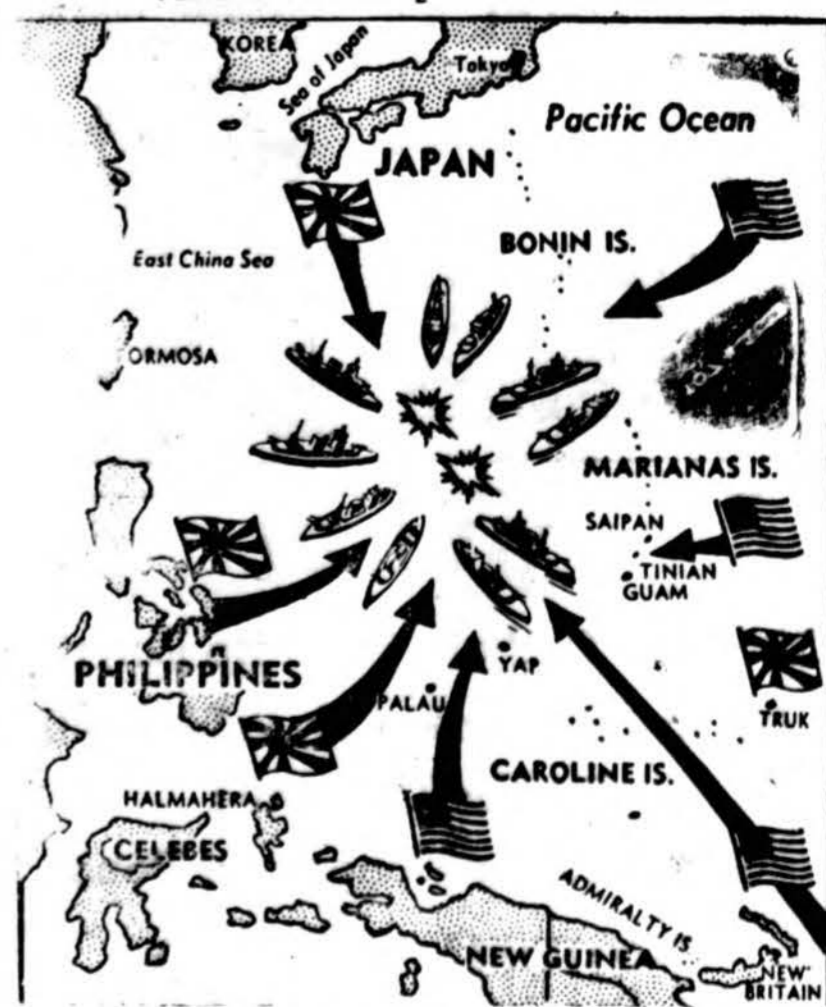 KOREA
Sea of Japan
Tokyo
Pacific Ocean
JAPAN
BONIN IS.
East China Sea
ORMOSA
MARIANAS IS.
SAIPAN
TINIAN
GUAM
PHILIPPINES
YAP
PALAU
TRUK
CAROLINE IS.
HALMAHERA
CELEBES
ADMIRALTY IS.
NEW GUINEA
NEW
BRITAIN